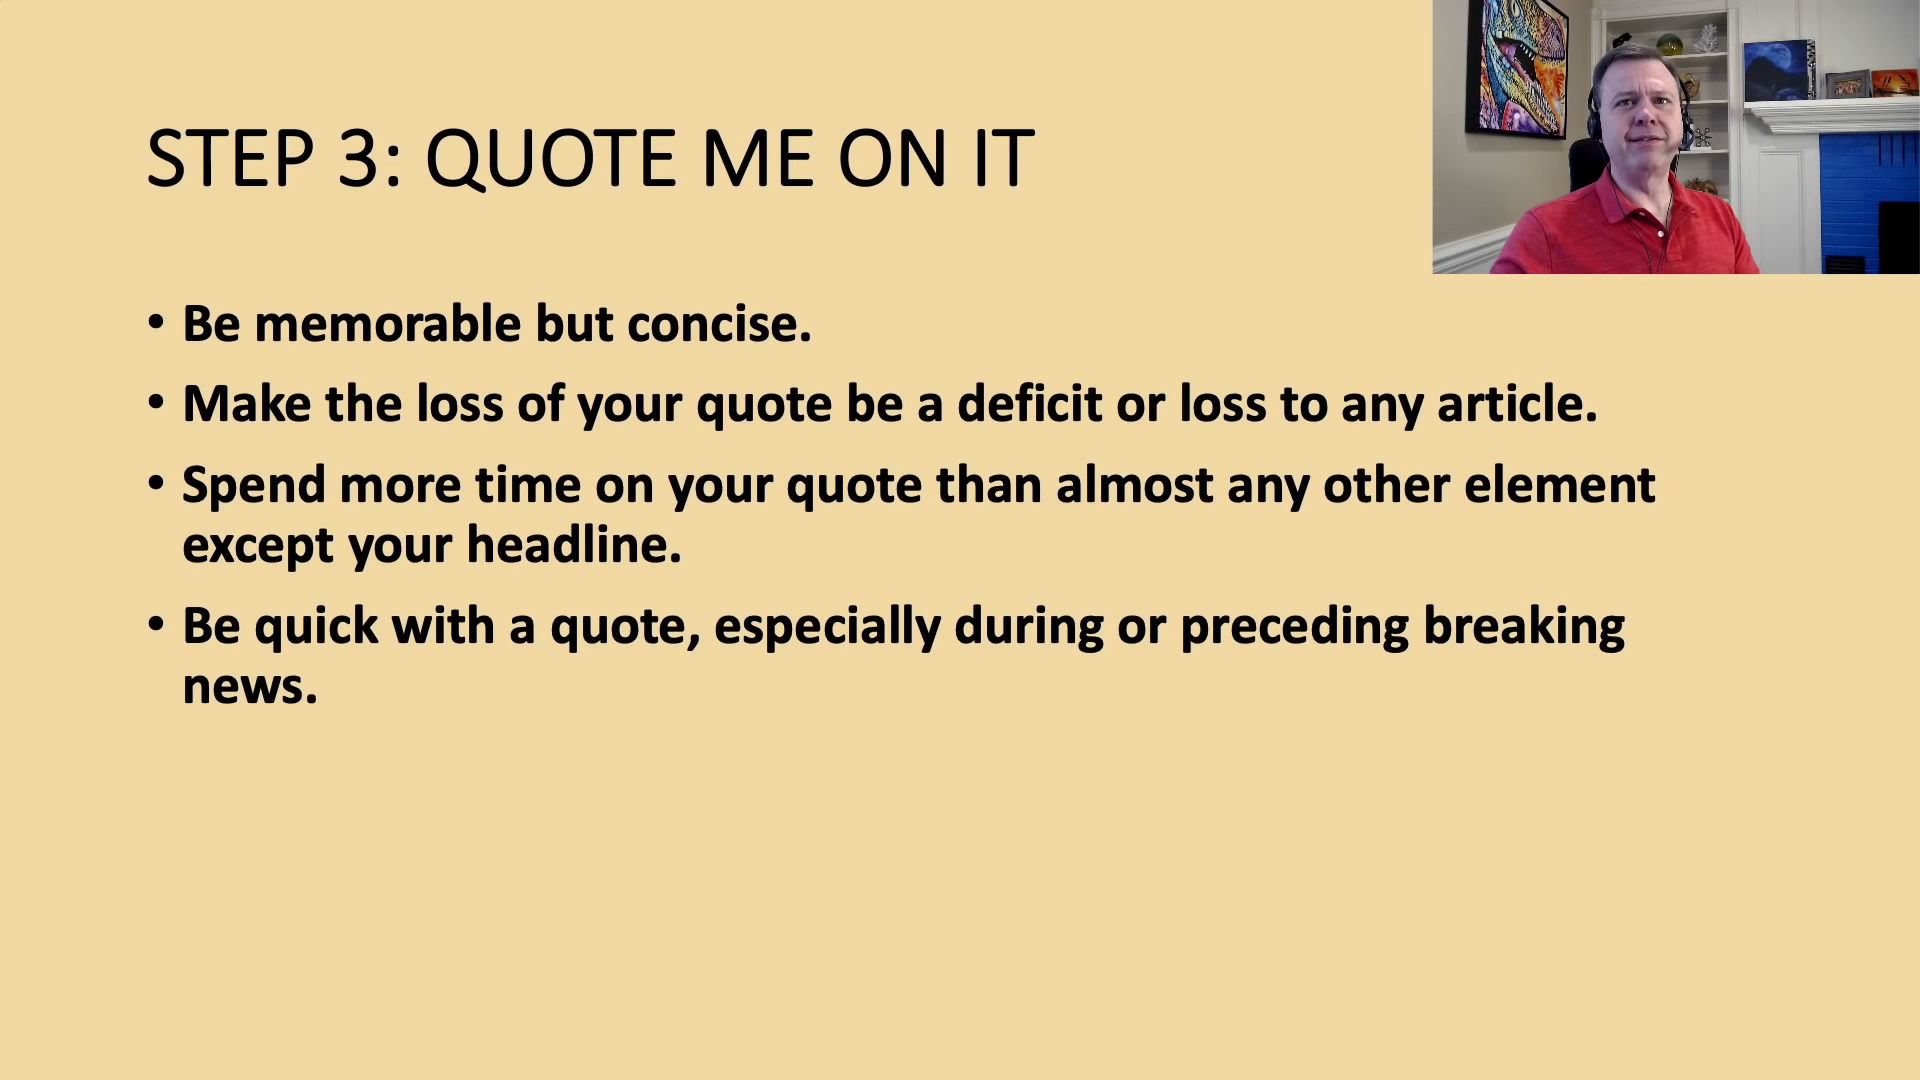 STEP 3: QUOTE ME ON IT
• Be memorable but concise.
• Make the loss of your quote be a deficit or loss to any article.
• Spend more time on your quote than almost any other element
except your headline.
• Be quick with a quote, especially during or preceding breaking
news.